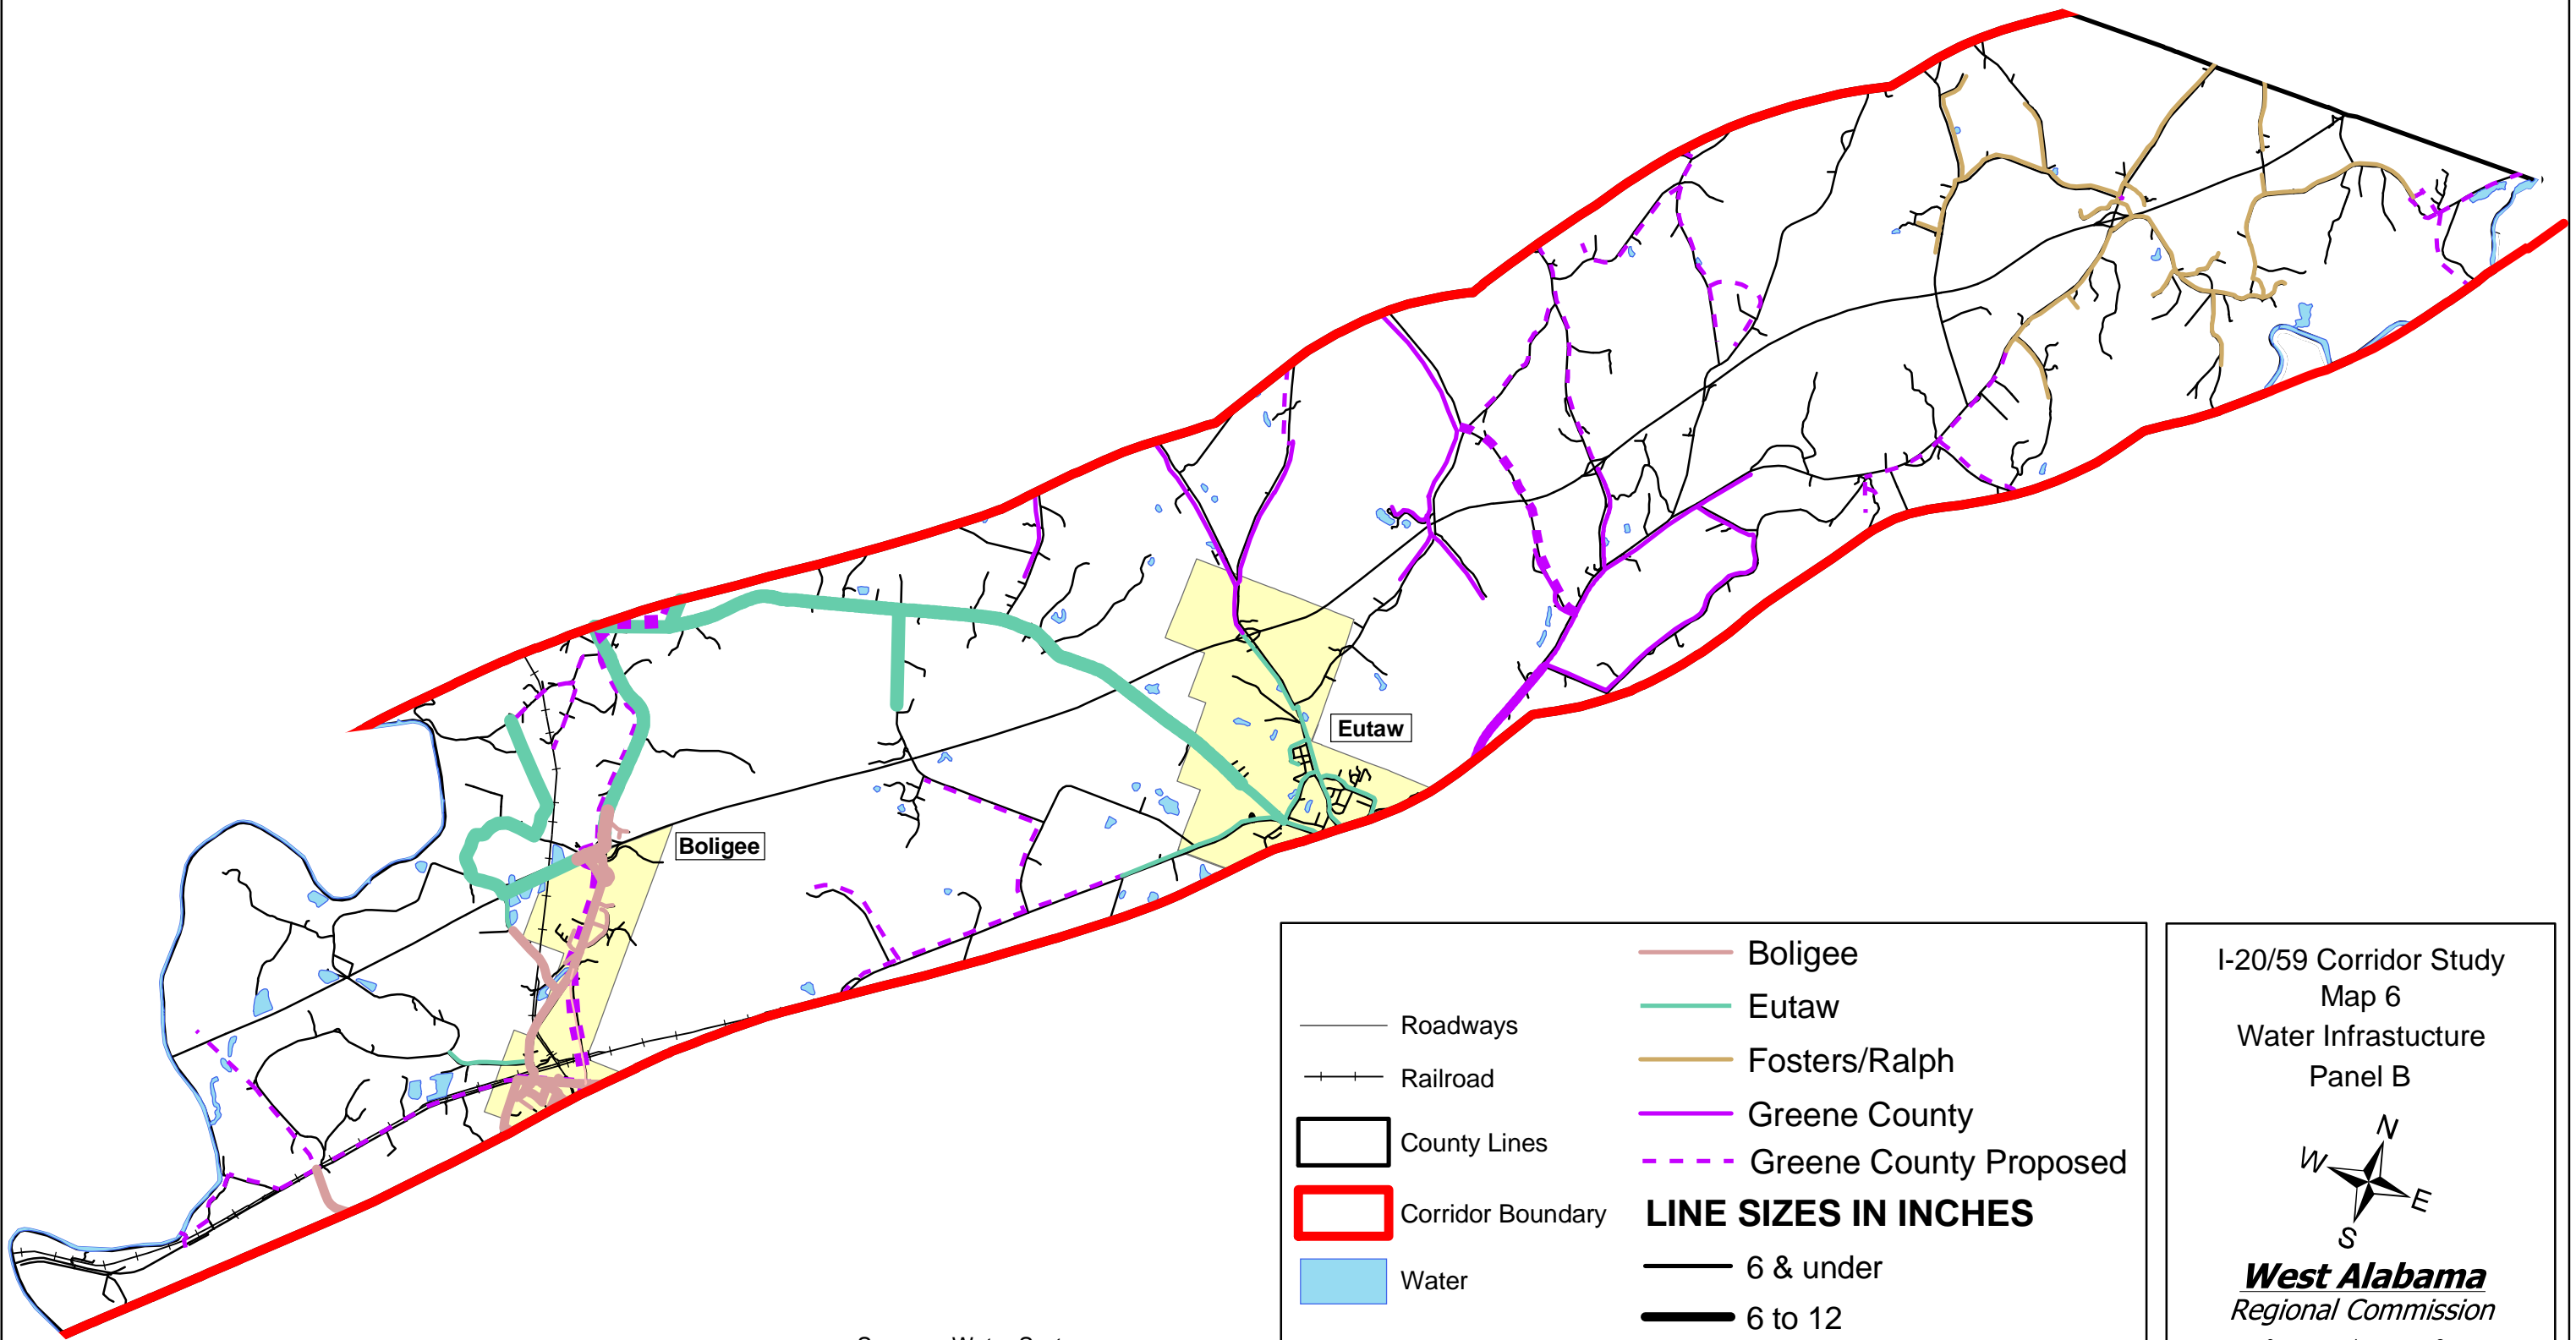 Eutaw
Boligee
Roadways
Railroad
County Lines
Corridor Boundary
Water
Boligee
Eutaw
Fosters/Ralph
Greene County
Greene County Proposed
LINE SIZES IN INCHES
6 & under
6 to 12
I-20/59 Corridor Study
Map 6
Water Infrastucture
Panel B
N
W
E
S
West Alabama
Regional Commission